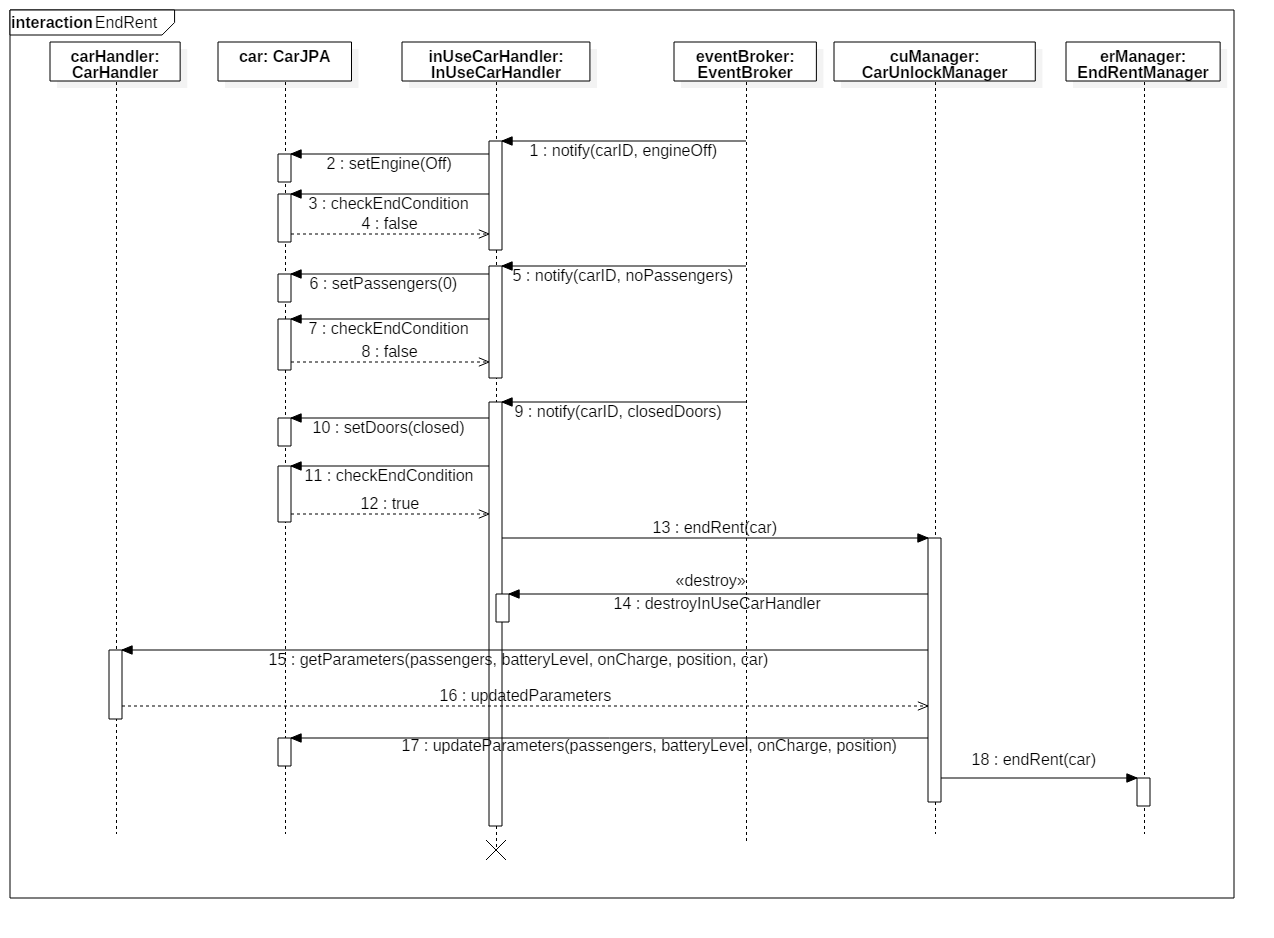 interaction EndRent
carHandler:
CarHandler
car: CarJPA
inUseCarHandler:
InUseCarHandler
eventBroker:
EventBroker
cuManager:
CarUnlockManager
erManager:
EndRentManager
1 : notify(carID, engineOff)
2 : setEngine(Off)
3 : checkEndCondition
4 : false
5 : notify(carID, noPassengers)
6 : setPassengers(0)
7 : checkEndCondition
8 : false
9 : notify(carID, closedDoors)
10 : setDoors(closed)
11 : checkEndCondition
12 : true
13 : endRent(car)
«destroy»
14 : destroyInUseCarHandler
15 : getParameters(passengers, batteryLevel, onCharge, position, car)
16 : updatedParameters
17 : updateParameters(passengers, batteryLevel, onCharge, position)
18 : endRent(car)